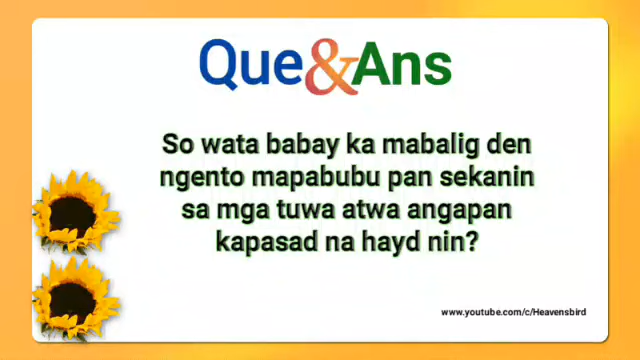 Que&Ans
So wata babay ka mabalig den
ngento mapabubu pan sekanin
sa mga tuwa atwa angapan
kapasad na hayd nin?
www.youtube.com/c/Heavensbird